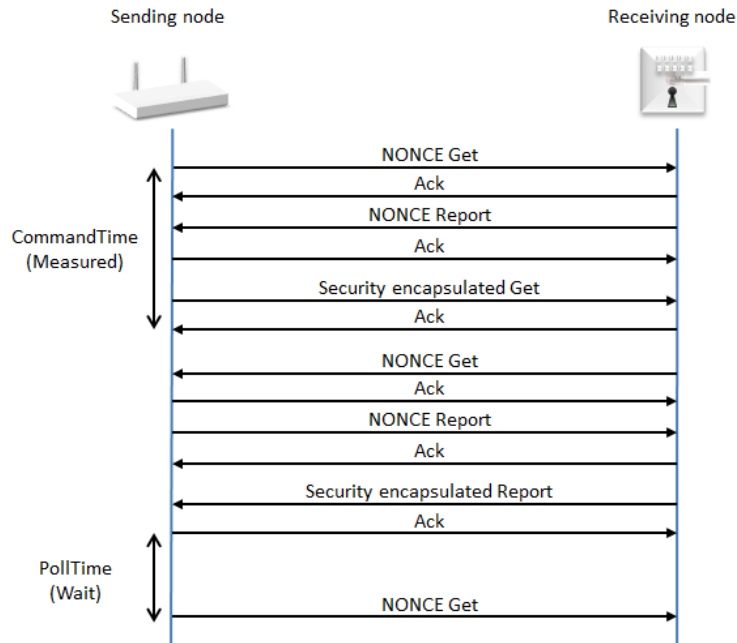 Sending node
Receiving node
NONCE Get
Ack
NONCE Report
CommandTime
(Measured)
Ack
Security encapsulated Get
Ack
NONCE Get
Ack
NONCE Report
Ack
Security encapsulated Report
Ack
PollTime
(Wait)
NONCE Get